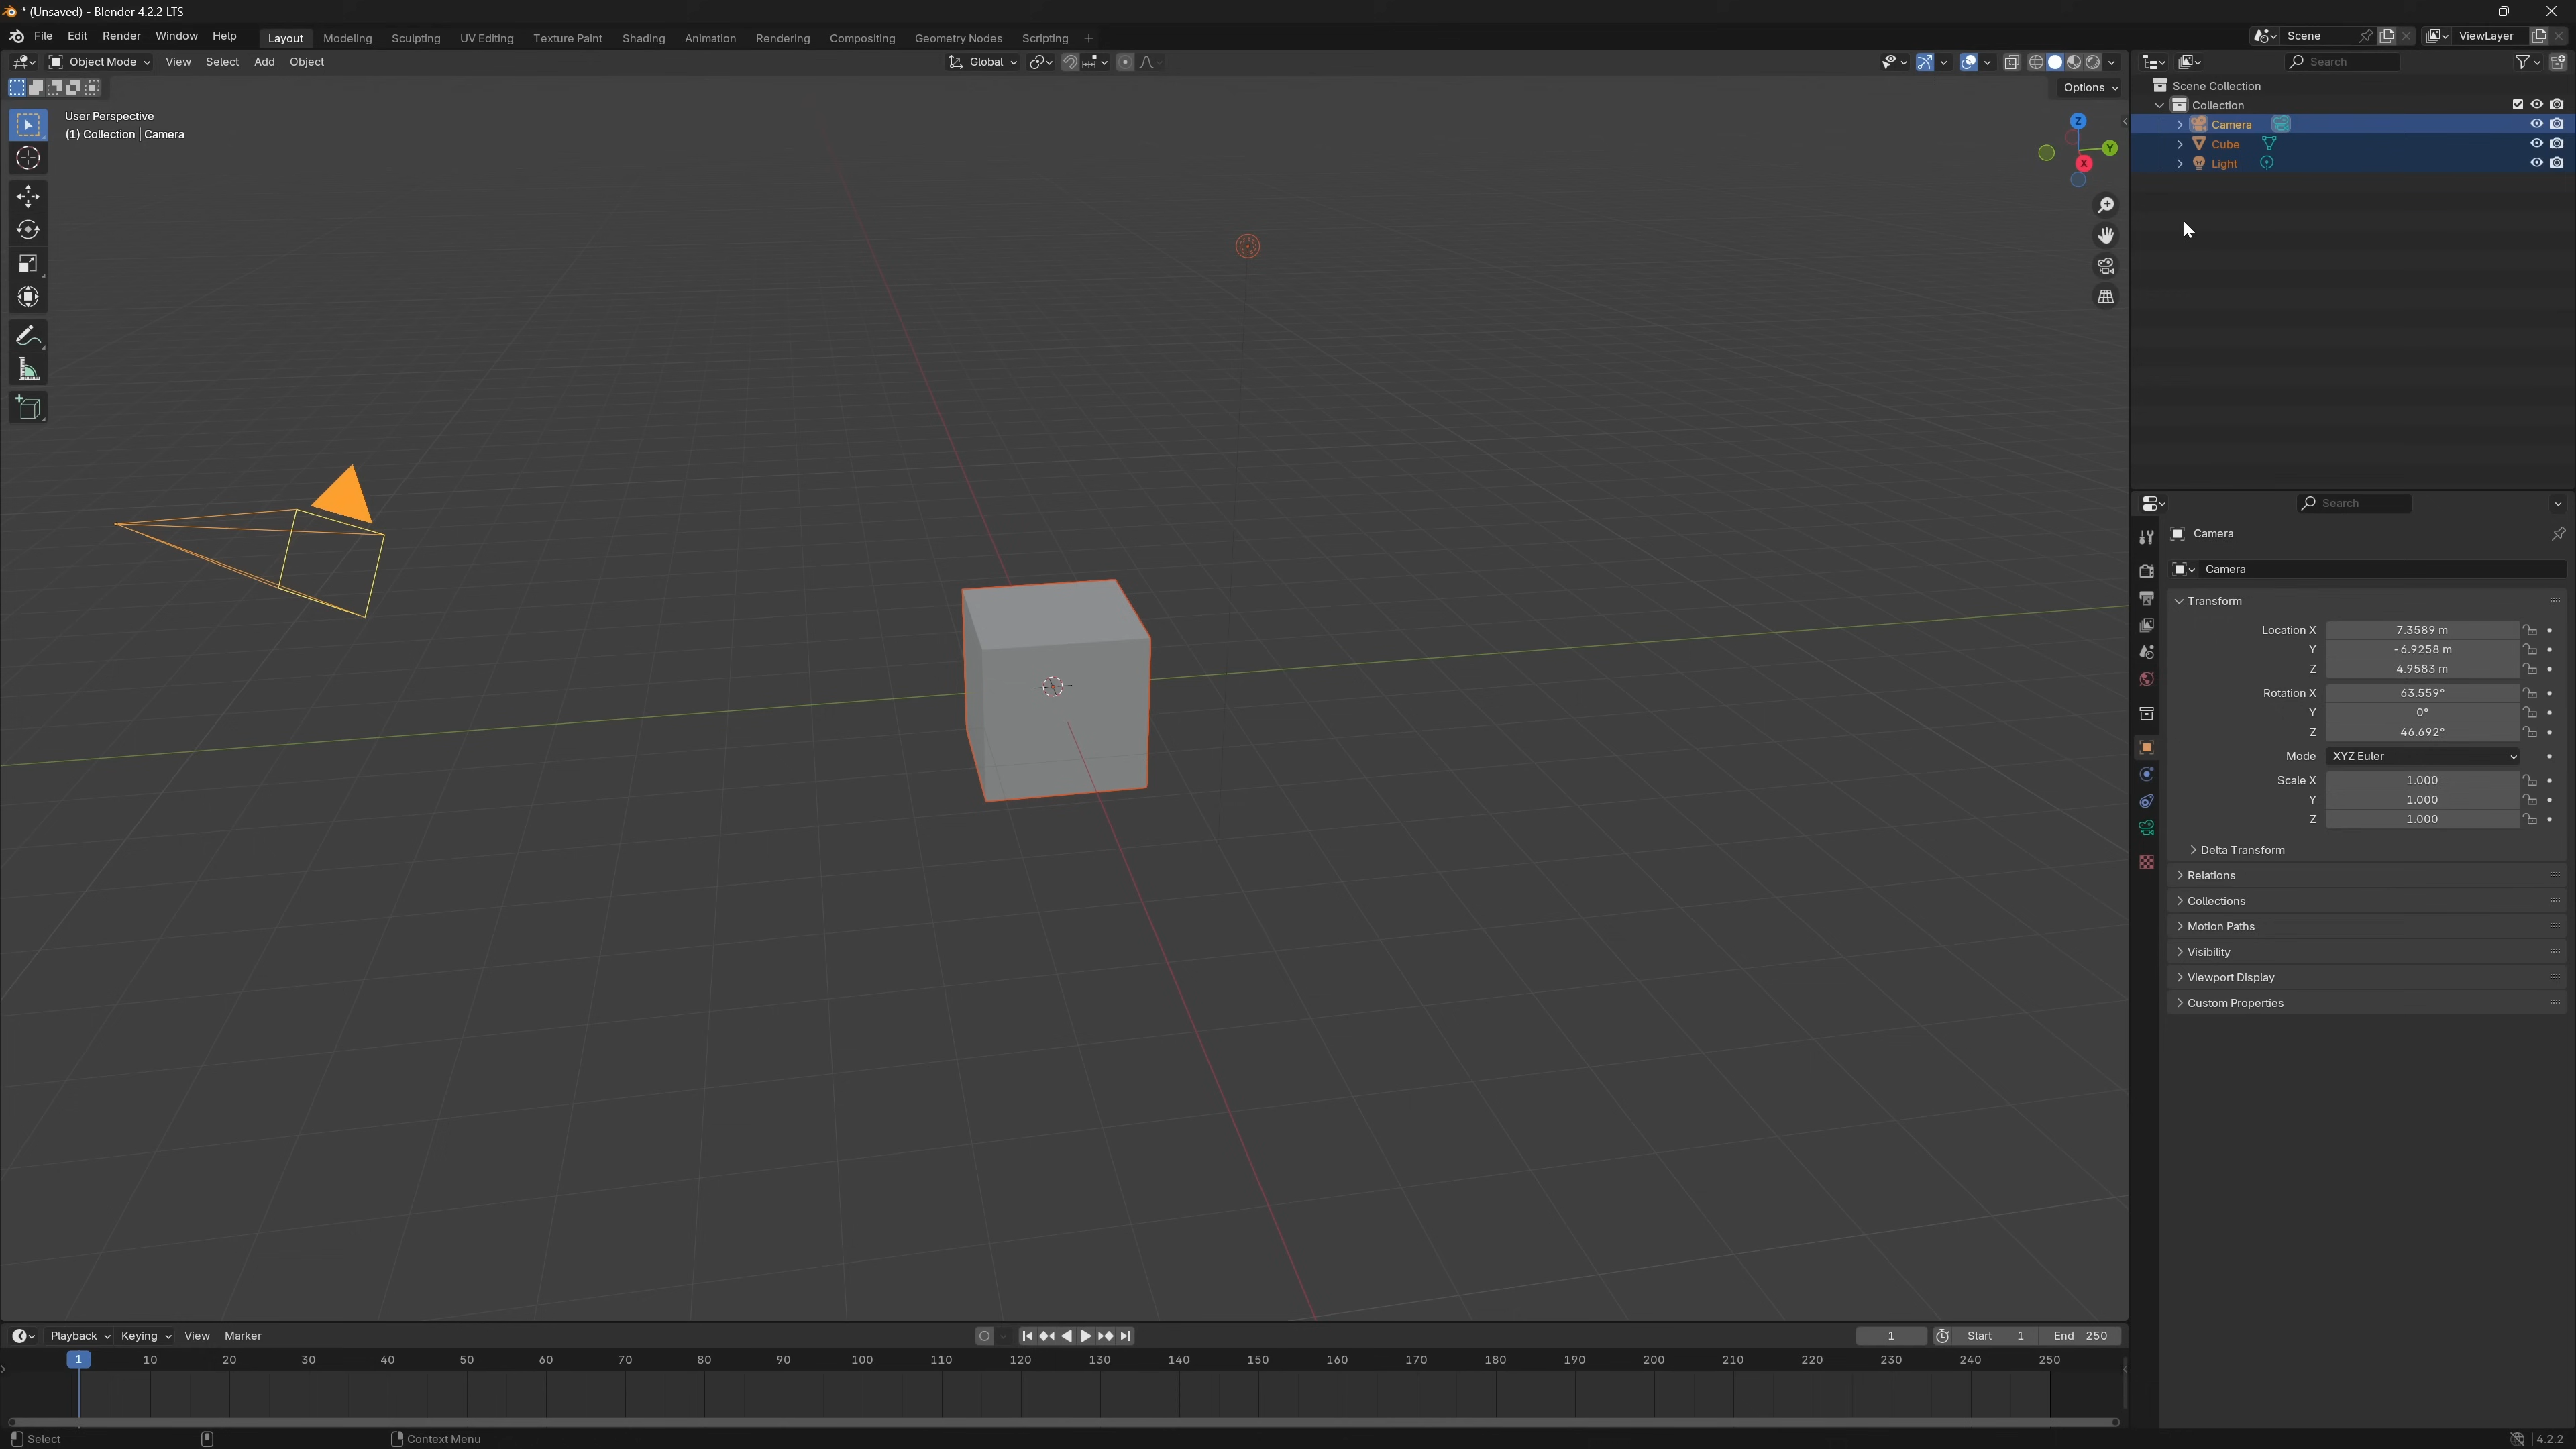 * (Unsaved) - Blender 4.2.2 LTS
File Edit Render Window Help Layout Modeling Sculpting UV Editing Texture Paint Shading Animation Rendering Compositing Geometry Nodes Scripting + Scene ViewLayer
Object Mode View Select Add Object Global Search
Options
User Perspective
(1) Collection | Camera
Z
Y
X
Scene Collection
Collection
Camera
Cube
Light
Search
Camera
Camera
Transform
Location X 7.3589 m
Y -6.9258 m
Z 4.9583 m
Rotation X 63.559°
Y 0°
Z 46.692°
Mode XYZ Euler
Scale X 1.000
Y 1.000
Z 1.000
Delta Transform
Relations
Collections
Motion Paths
Visibility
Viewport Display
Custom Properties
Playback Keying View Marker 1 Start 1 End 250
1 10 20 30 40 50 60 70 80 90 100 110 120 130 140 150 160 170 180 190 200 210 220 230 240 250
Select Context Menu 4.2.2